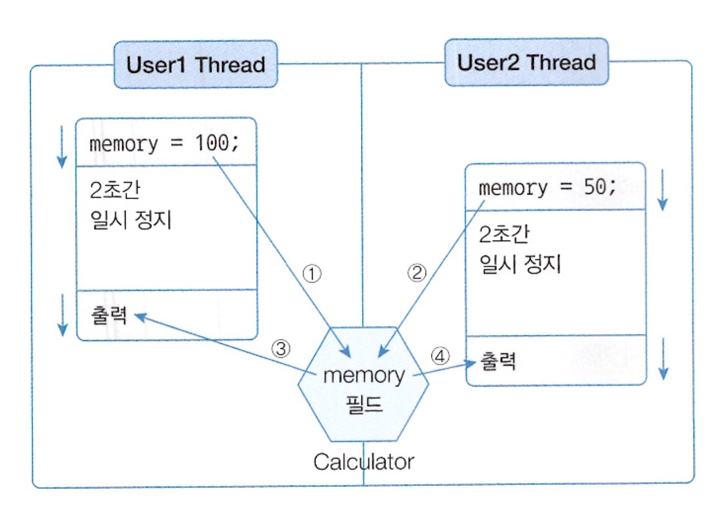 User1 Thread
User2 Thread
memory = 100;
2초간
일시 정지
출력
memory = 50;
2초간
일시 정지
출력
①
②
③
④
memory
필드
Calculator